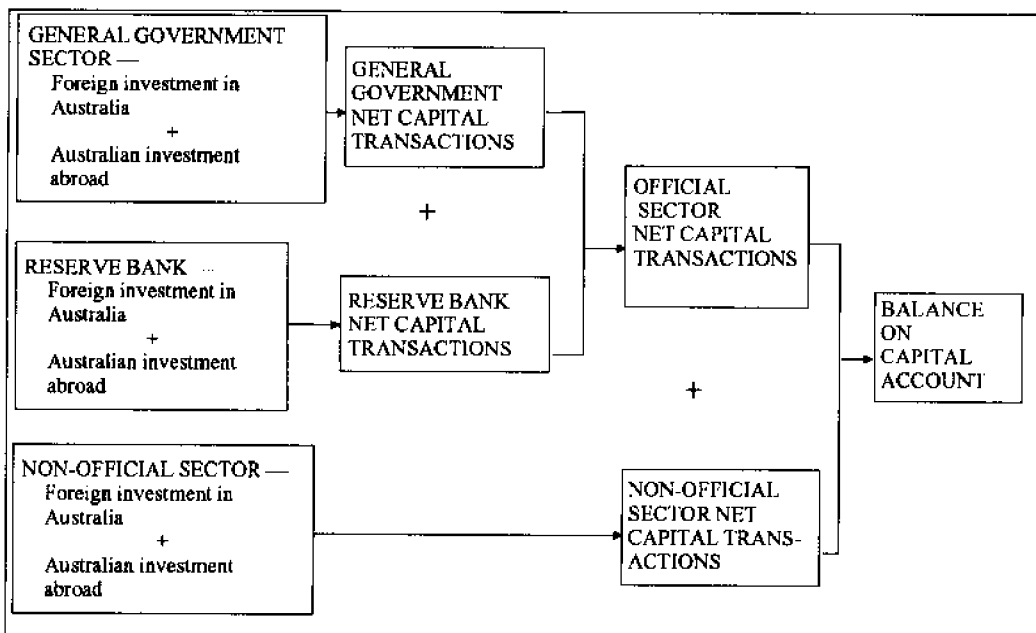 GENERAL GOVERNMENT
SECTOR —
Foreign investment in
Australia
+
Australian investment
abroad
GENERAL
GOVERNMENT
NET CAPITAL
TRANSACTIONS
+
RESERVE BANK —
Foreign investment in
Australia
+
Australian investment
abroad
RESERVE BANK
NET CAPITAL
TRANSACTIONS
OFFICIAL
SECTOR
NET CAPITAL
TRANSACTIONS
+
NON-OFFICIAL SECTOR —
Foreign investment in
Australia
+
Australian investment
abroad
NON-OFFICIAL
SECTOR NET
CAPITAL TRANS-
ACTIONS
BALANCE
ON
CAPITAL
ACCOUNT